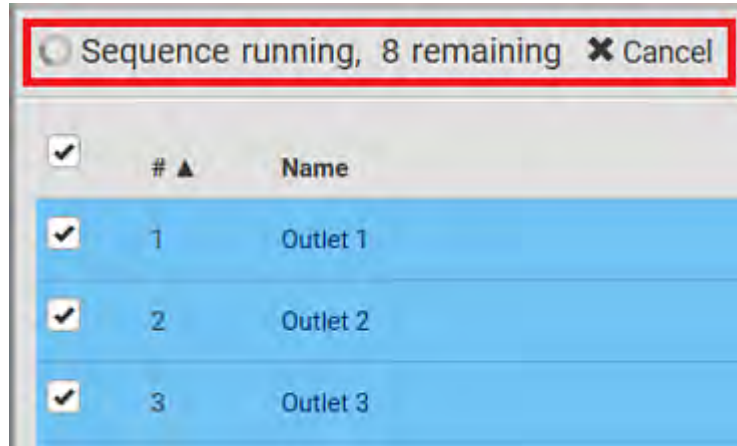 Sequence running, 8 remaining ✖ Cancel
# ▲ Name
1 Outlet 1
2 Outlet 2
3 Outlet 3